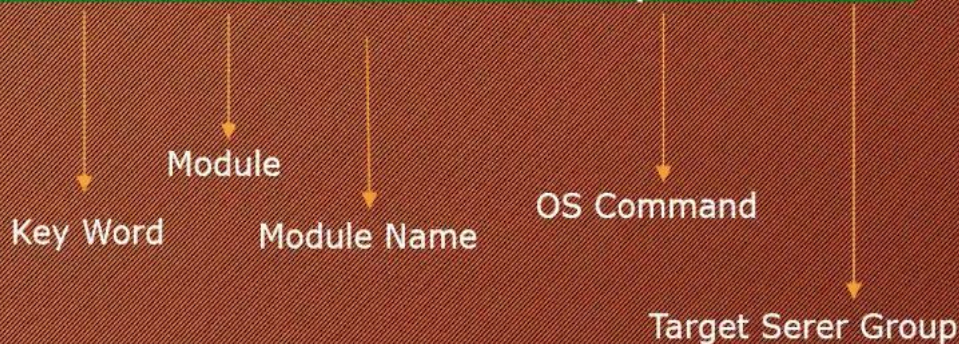 Module
Key Word
Module Name
OS Command
Target Serer Group